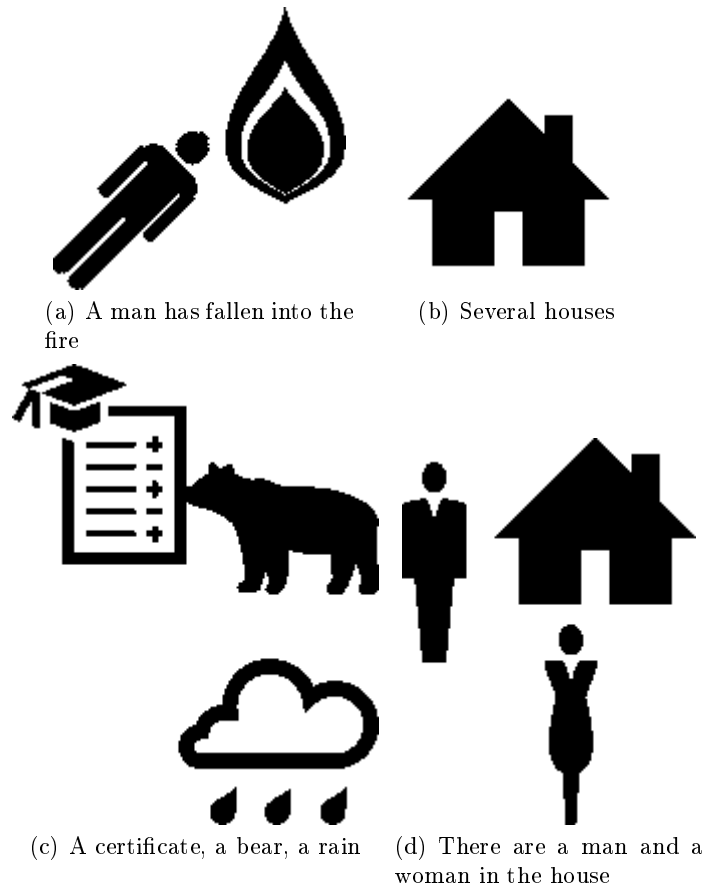 (a) A man has fallen into the
fire
(b) Several houses
(c) A certificate, a bear, a rain
(d) There are a man and a
woman in the house